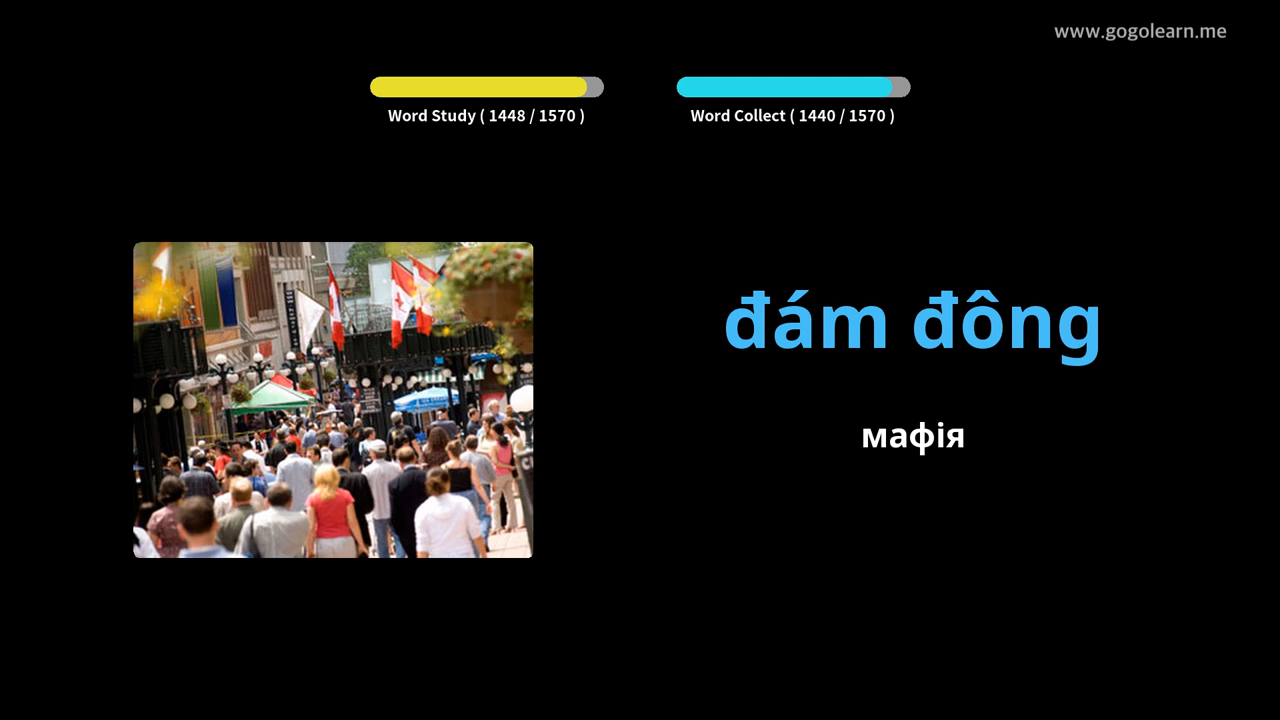 www.gogolearn.me
Word Study ( 1448 / 1570 )
Word Collect ( 1440 / 1570 )
đám đông
мафія